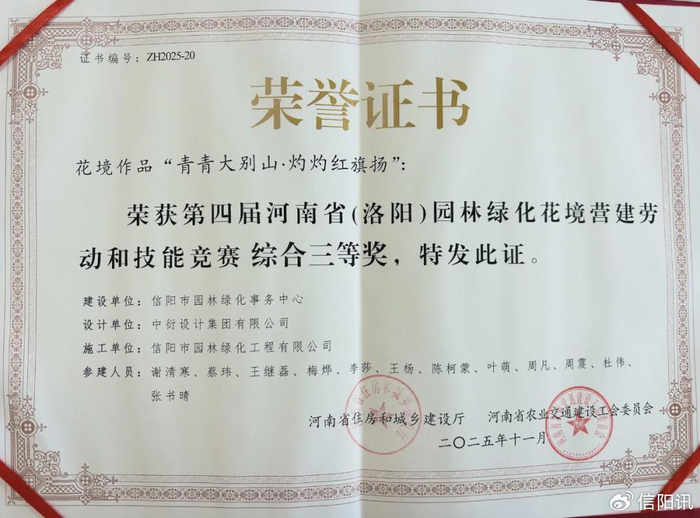 证书编号：ZH2025-20
荣誉证书
花境作品“青青大别山·灼灼红旗扬”：
荣获第四届河南省(洛阳)园林绿化花境营建劳
动和技能竞赛 综合三等奖，特发此证。
建设单位：信阳市园林绿化事务中心
设计单位：中衍设计集团有限公司
施工单位：信阳市园林绿化工程有限公司
参建人员：谢清寒、蔡玮、王继磊、梅烨、李莎、王杨、陈柯蒙、叶萌、周凡、周震、杜伟、
张书晴
河南省住房和城乡建设厅 河南省农业交通建设工会委员会
二〇二五年十一月
信阳讯